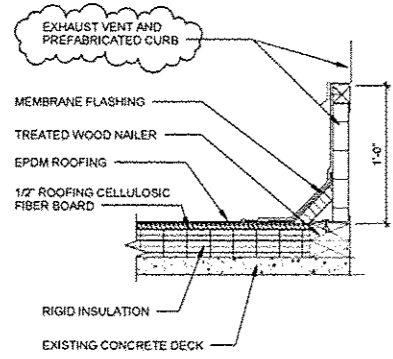 EXHAUST VENT AND
PREFABRICATED CURB
MEMBRANE FLASHING
TREATED WOOD NAILER
EPDM ROOFING
1/2" ROOFING CELLULOSIC
FIBER BOARD
1'-0"
RIGID INSULATION
EXISTING CONCRETE DECK